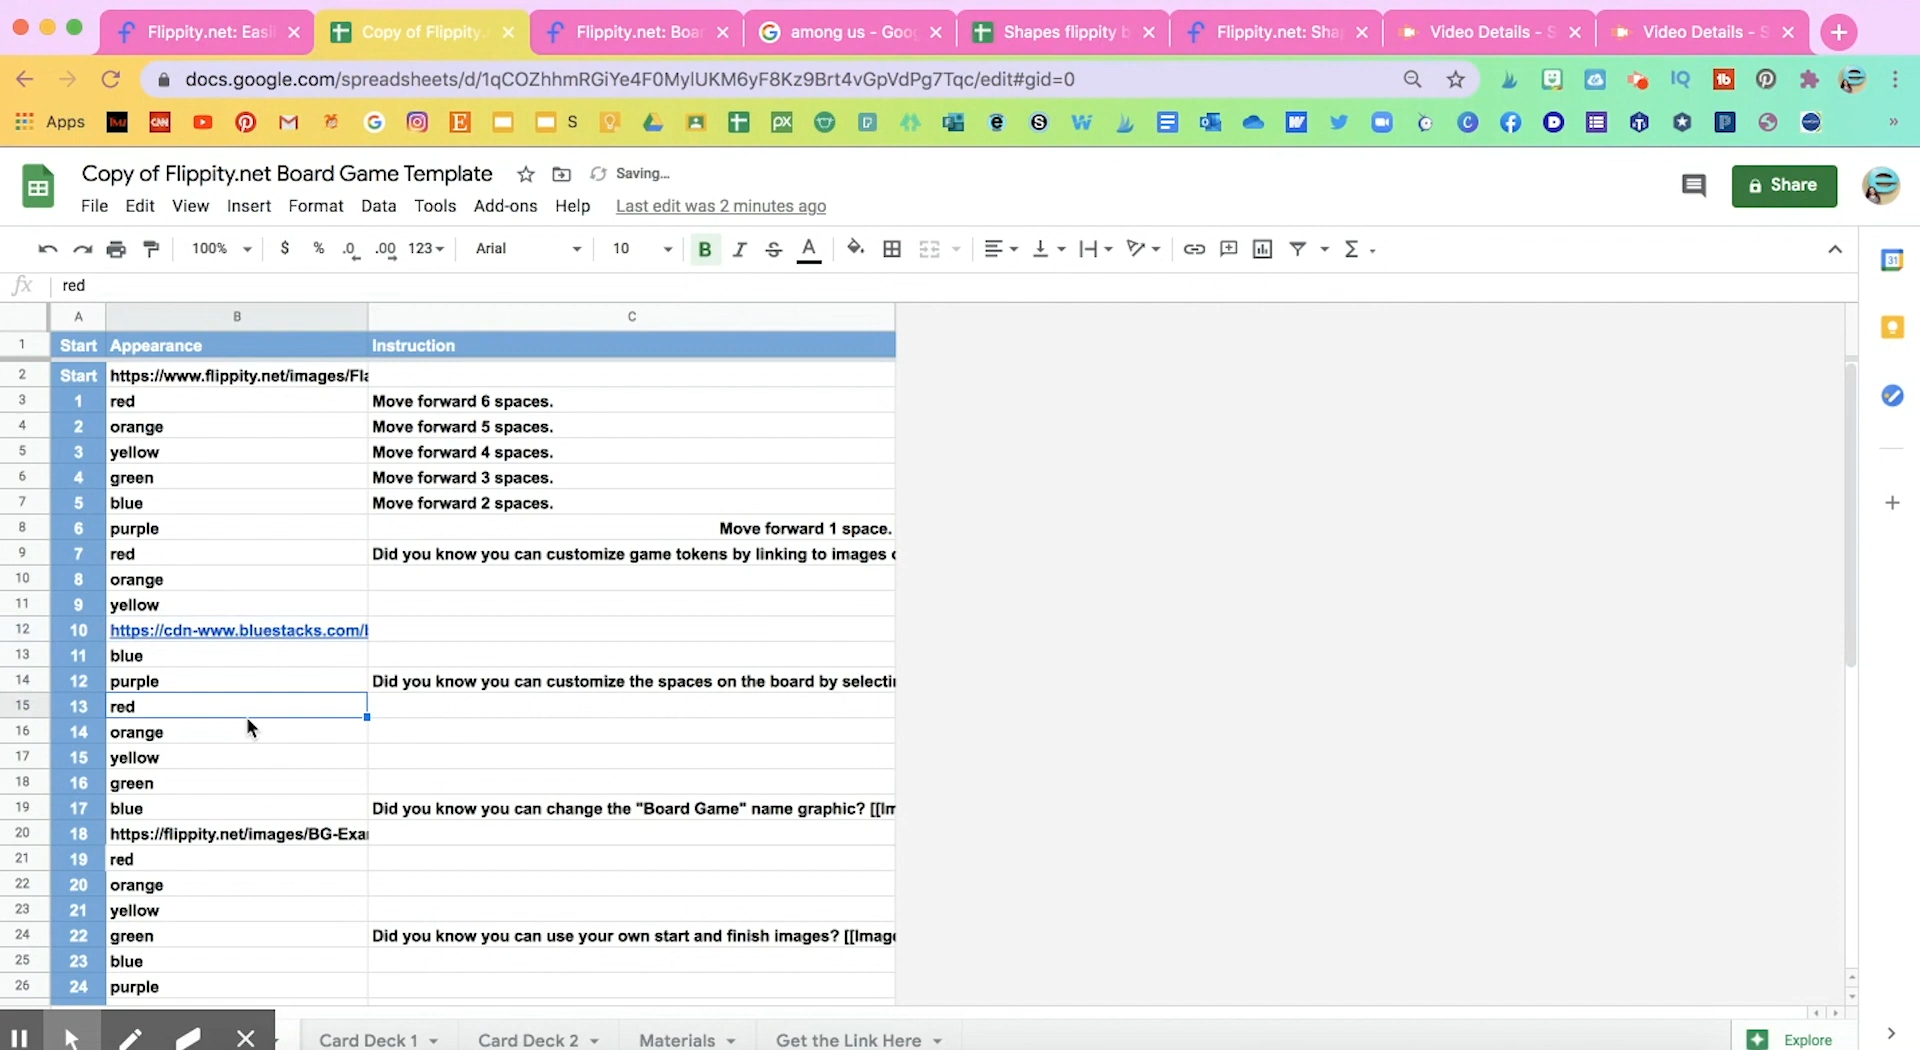 Flippity.net: Easil
Copy of Flippity.
Flippity.net: Boar
among us - Goog
Shapes flippity b
Flippity.net: Shap
Video Details - S
Video Details - S
docs.google.com/spreadsheets/d/1qCOZhhmRGiYe4F0MylUKM6yF8Kz9Brt4vGpVdPg7Tqc/edit#gid=0
Apps
CNN
S
Copy of Flippity.net Board Game Template
Saving...
Share
File Edit View Insert Format Data Tools Add-ons Help Last edit was 2 minutes ago
100% $ % .0 .00 123 Arial 10 B I S A
fx red
A B C
1 Start Appearance Instruction
2 Start https://www.flippity.net/images/Fla
3 1 red Move forward 6 spaces.
4 2 orange Move forward 5 spaces.
5 3 yellow Move forward 4 spaces.
6 4 green Move forward 3 spaces.
7 5 blue Move forward 2 spaces.
8 6 purple Move forward 1 space.
9 7 red Did you know you can customize game tokens by linking to images
10 8 orange
11 9 yellow
12 10 https://cdn-www.bluestacks.com/
13 11 blue
14 12 purple Did you know you can customize the spaces on the board by selecti
15 13 red
16 14 orange
17 15 yellow
18 16 green
19 17 blue Did you know you can change the "Board Game" name graphic? [[Im
20 18 https://flippity.net/images/BG-Exa
21 19 red
22 20 orange
23 21 yellow
24 22 green Did you know you can use your own start and finish images? [[Image
25 23 blue
26 24 purple
Card Deck 1 Card Deck 2 Materials Get the Link Here
Explore